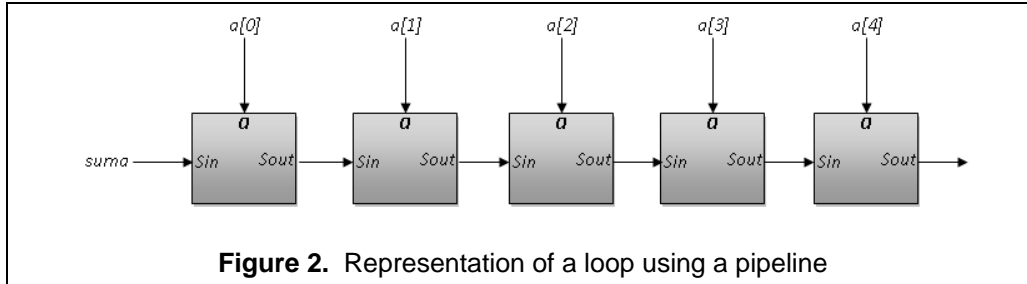 a[0] a[1] a[2] a[3] a[4]
a a a a a
suma Sin Sout Sin Sout Sin Sout Sin Sout Sin Sout
Figure 2. Representation of a loop using a pipeline